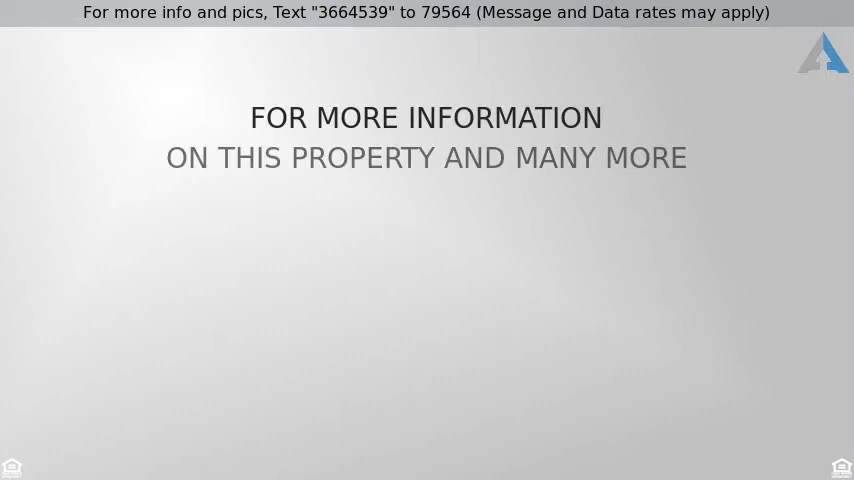 For more info and pics, Text "3664539" to 79564 (Message and Data rates may apply)
FOR MORE INFORMATION
ON THIS PROPERTY AND MANY MORE